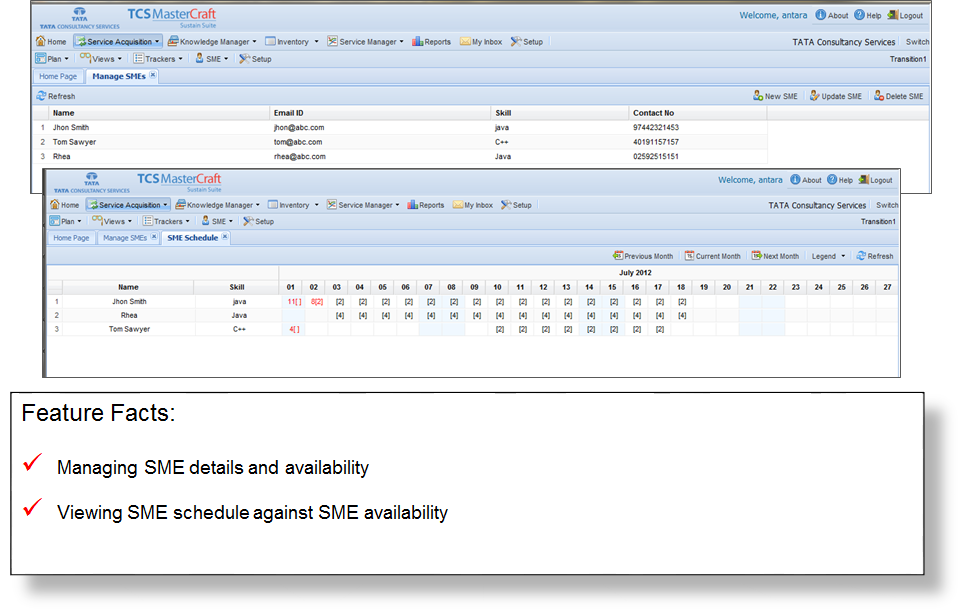 TATA
TATA CONSULTANCY SERVICES
TCS MasterCraft
Sustain Suite
Welcome, antara About Help Logout
Home Service Acquisition Knowledge Manager Inventory Service Manager Reports My Inbox Setup TATA Consultancy Services Switch
Plan Views Trackers SME Setup Transition1
Home Page Manage SMEs
Refresh New SME Update SME Delete SME
Name Email ID Skill Contact No
1 Jhon Smith jhon@abc.com java 97442321453
2 Tom Sawyer tom@abc.com C++ 40191157157
3 Rhea rhea@abc.com Java 02592515151
TATA
TATA CONSULTANCY SERVICES
TCS MasterCraft
Sustain Suite
Welcome, antara About Help Logout
Home Service Acquisition Knowledge Manager Inventory Service Manager Reports My Inbox Setup TATA Consultancy Services Switch
Plan Views Trackers SME Setup Transition1
Home Page Manage SMEs SME Schedule
Previous Month Current Month Next Month Legend Refresh
July 2012
Name Skill 01 02 03 04 05 06 07 08 09 10 11 12 13 14 15 16 17 18 19 20 21 22 23 24 25 26 27
1 Jhon Smith java 11[] 8[2] [2] [2] [2] [2] [2] [2] [2] [2] [2] [2] [2] [2] [2] [2] [2] [2]
2 Rhea Java [4] [4] [4] [4] [4] [4] [4] [4] [4] [4] [4] [4] [4] [4] [4] [4]
3 Tom Sawyer C++ 4[] [2] [2] [2] [2] [2] [2] [2] [2]
Feature Facts:
Managing SME details and availability
Viewing SME schedule against SME availability